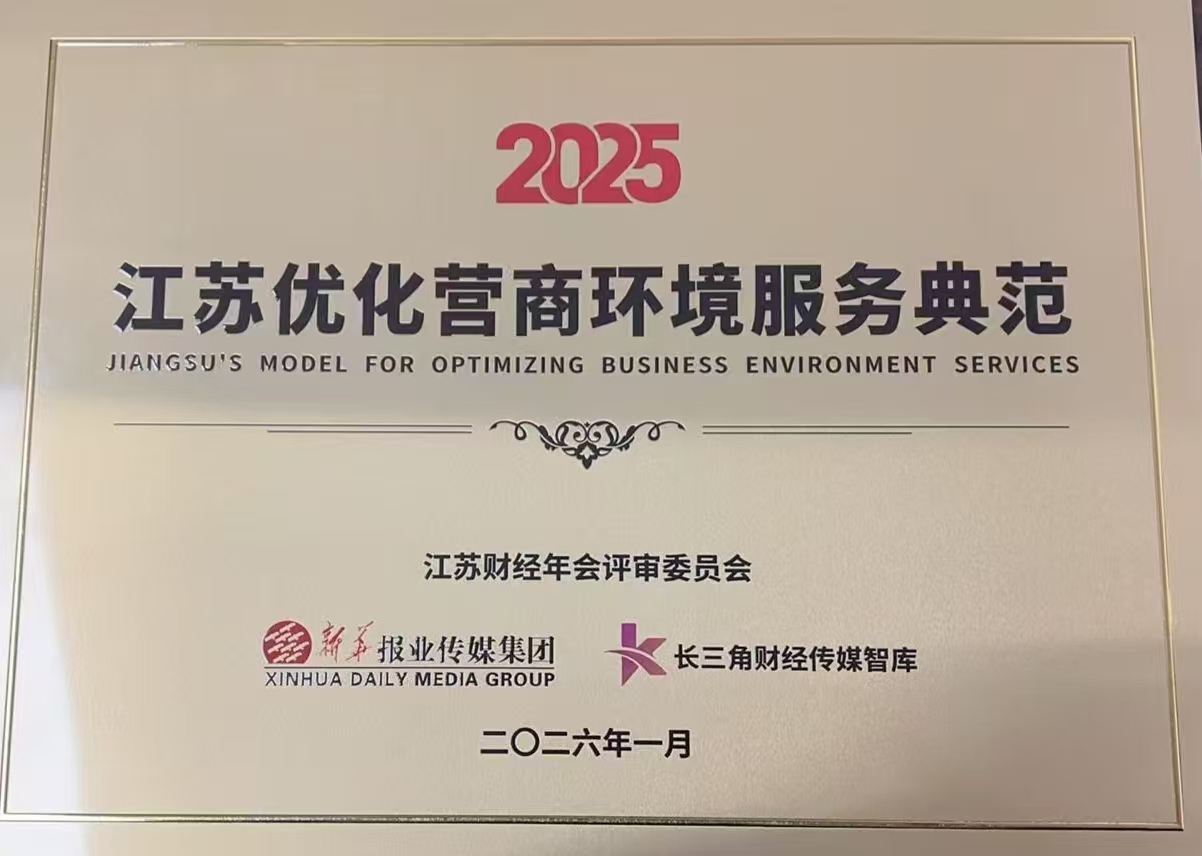 2025
江苏优化营商环境服务典范
JIANGSU'S MODEL FOR OPTIMIZING BUSINESS ENVIRONMENT SERVICES
江苏财经年会评审委员会
新华报业传媒集团
XINHUA DAILY MEDIA GROUP
长三角财经传媒智库
二〇二六年一月